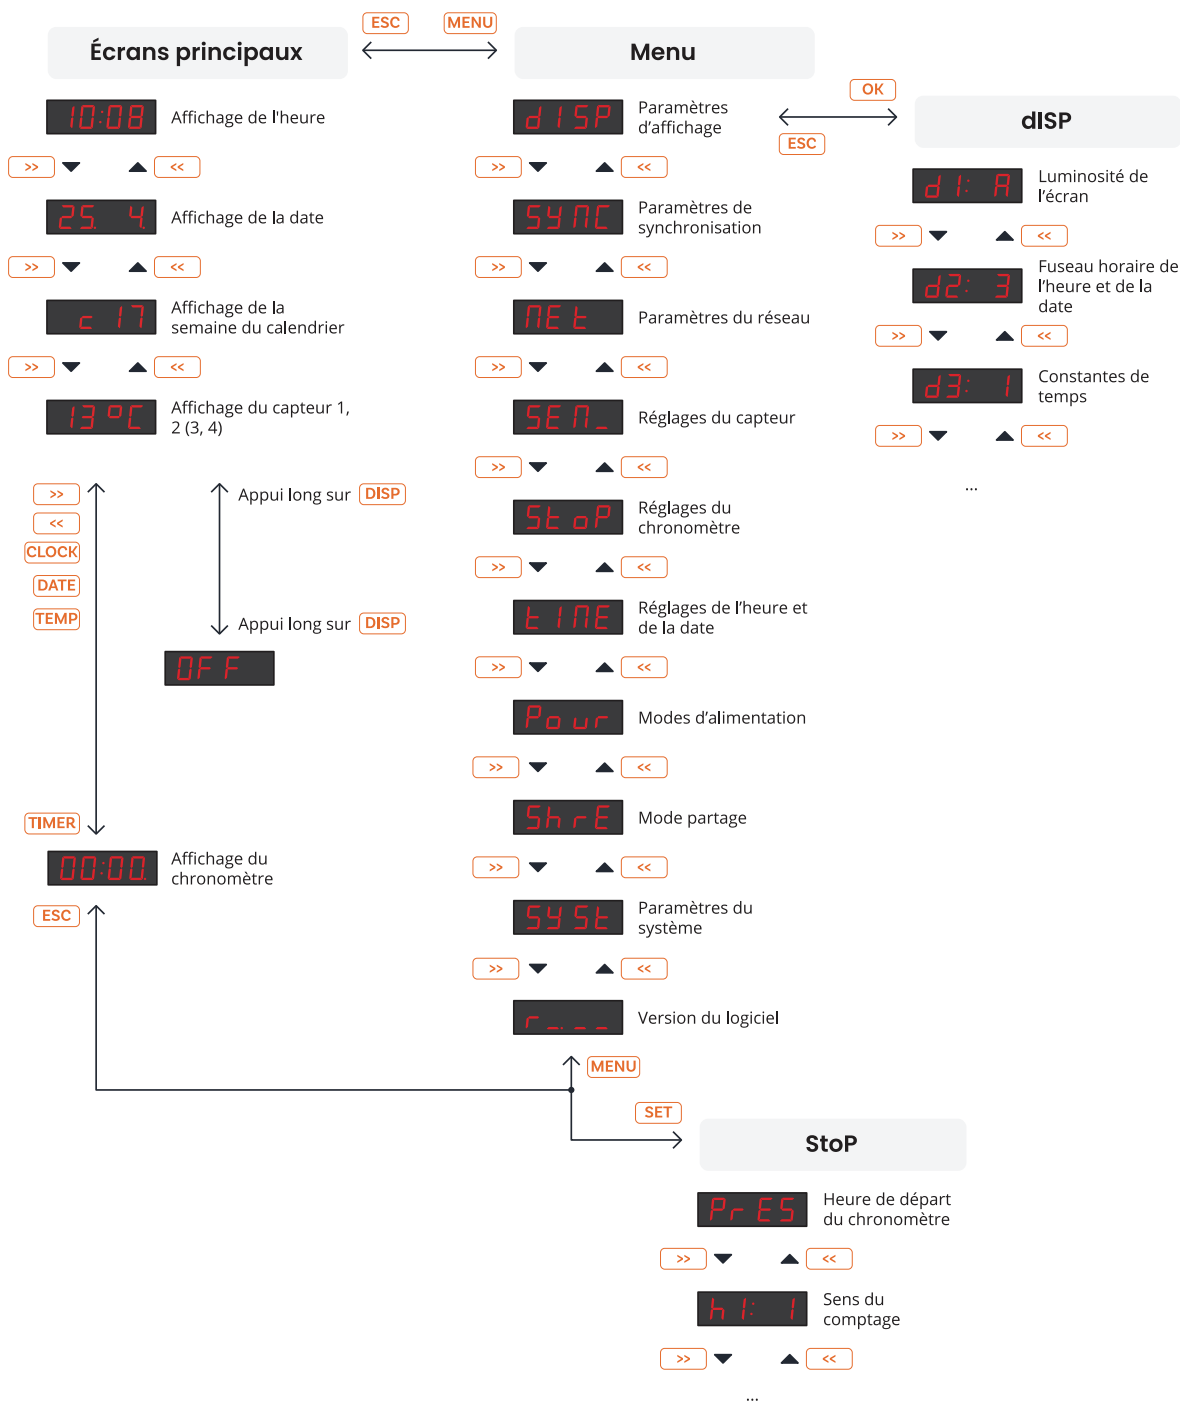 ESC
MENU
Écrans principaux
Menu
OK
ESC
dISP
10:08
Affichage de l'heure
>>
<<
25. 4.
Affichage de la date
>>
<<
c 17
Affichage de la
semaine du calendrier
>>
<<
13 °C
Affichage du capteur 1,
2 (3, 4)
>>
<<
CLOCK
DATE
TEMP
Appui long sur DISP
Appui long sur DISP
OFF
TIMER
00:00.
Affichage du
chronomètre
ESC
dISP
Paramètres
d’affichage
>>
<<
SYNC
Paramètres de
synchronisation
>>
<<
NEt
Paramètres du réseau
>>
<<
SEN_
Réglages du capteur
>>
<<
StoP
Réglages du
chronomètre
>>
<<
tIME
Réglages de l’heure et
de la date
>>
<<
Pour
Modes d’alimentation
>>
<<
ShrE
Mode partage
>>
<<
SYSt
Paramètres du
système
>>
<<
r _._ _
Version du logiciel
MENU
SET
d1: A
Luminosité de
l’écran
>>
<<
d2: 3
Fuseau horaire de
l’heure et de la
date
>>
<<
d3: 1
Constantes de
temps
>>
<<
...
StoP
PrES
Heure de départ
du chronomètre
>>
<<
h1: 1
Sens du
comptage
>>
<<
...